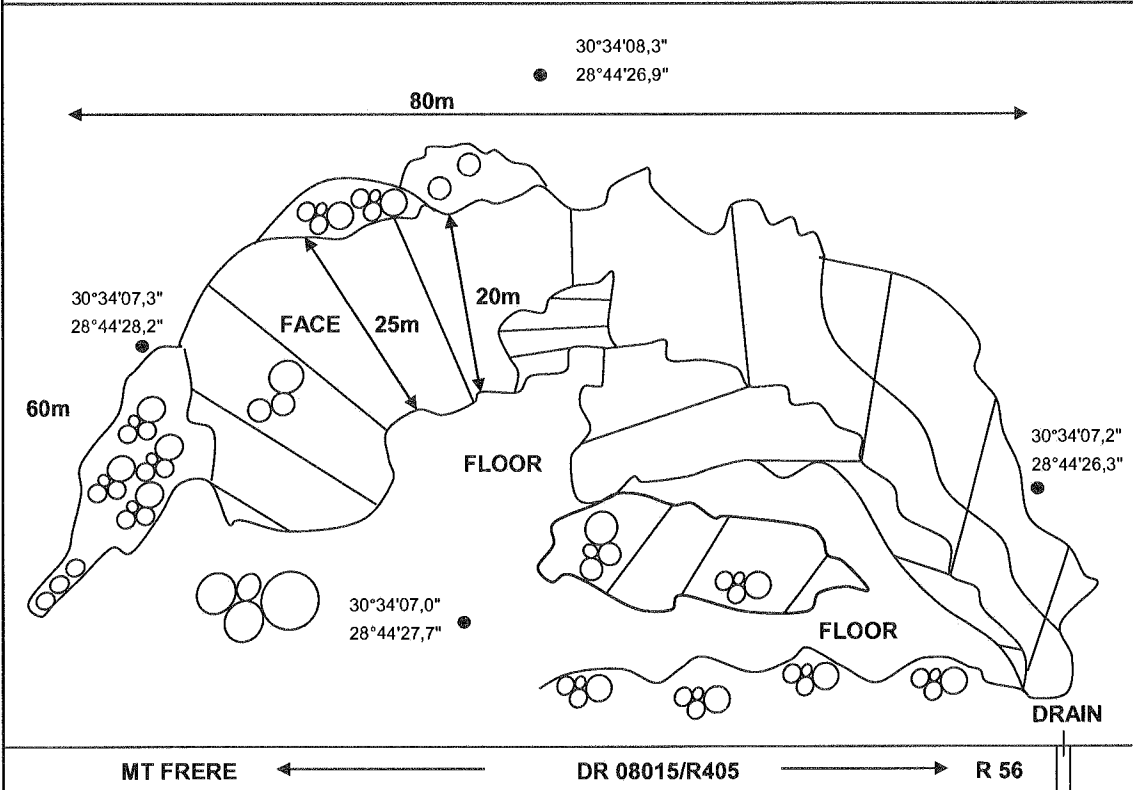 30°34'08,3"
28°44'26,9"
80m
30°34'07,3"
28°44'28,2"
FACE
25m
20m
60m
30°34'07,2"
28°44'26,3"
FLOOR
30°34'07,0"
28°44'27,7"
FLOOR
DRAIN
MT FRERE DR 08015/R405 R 56